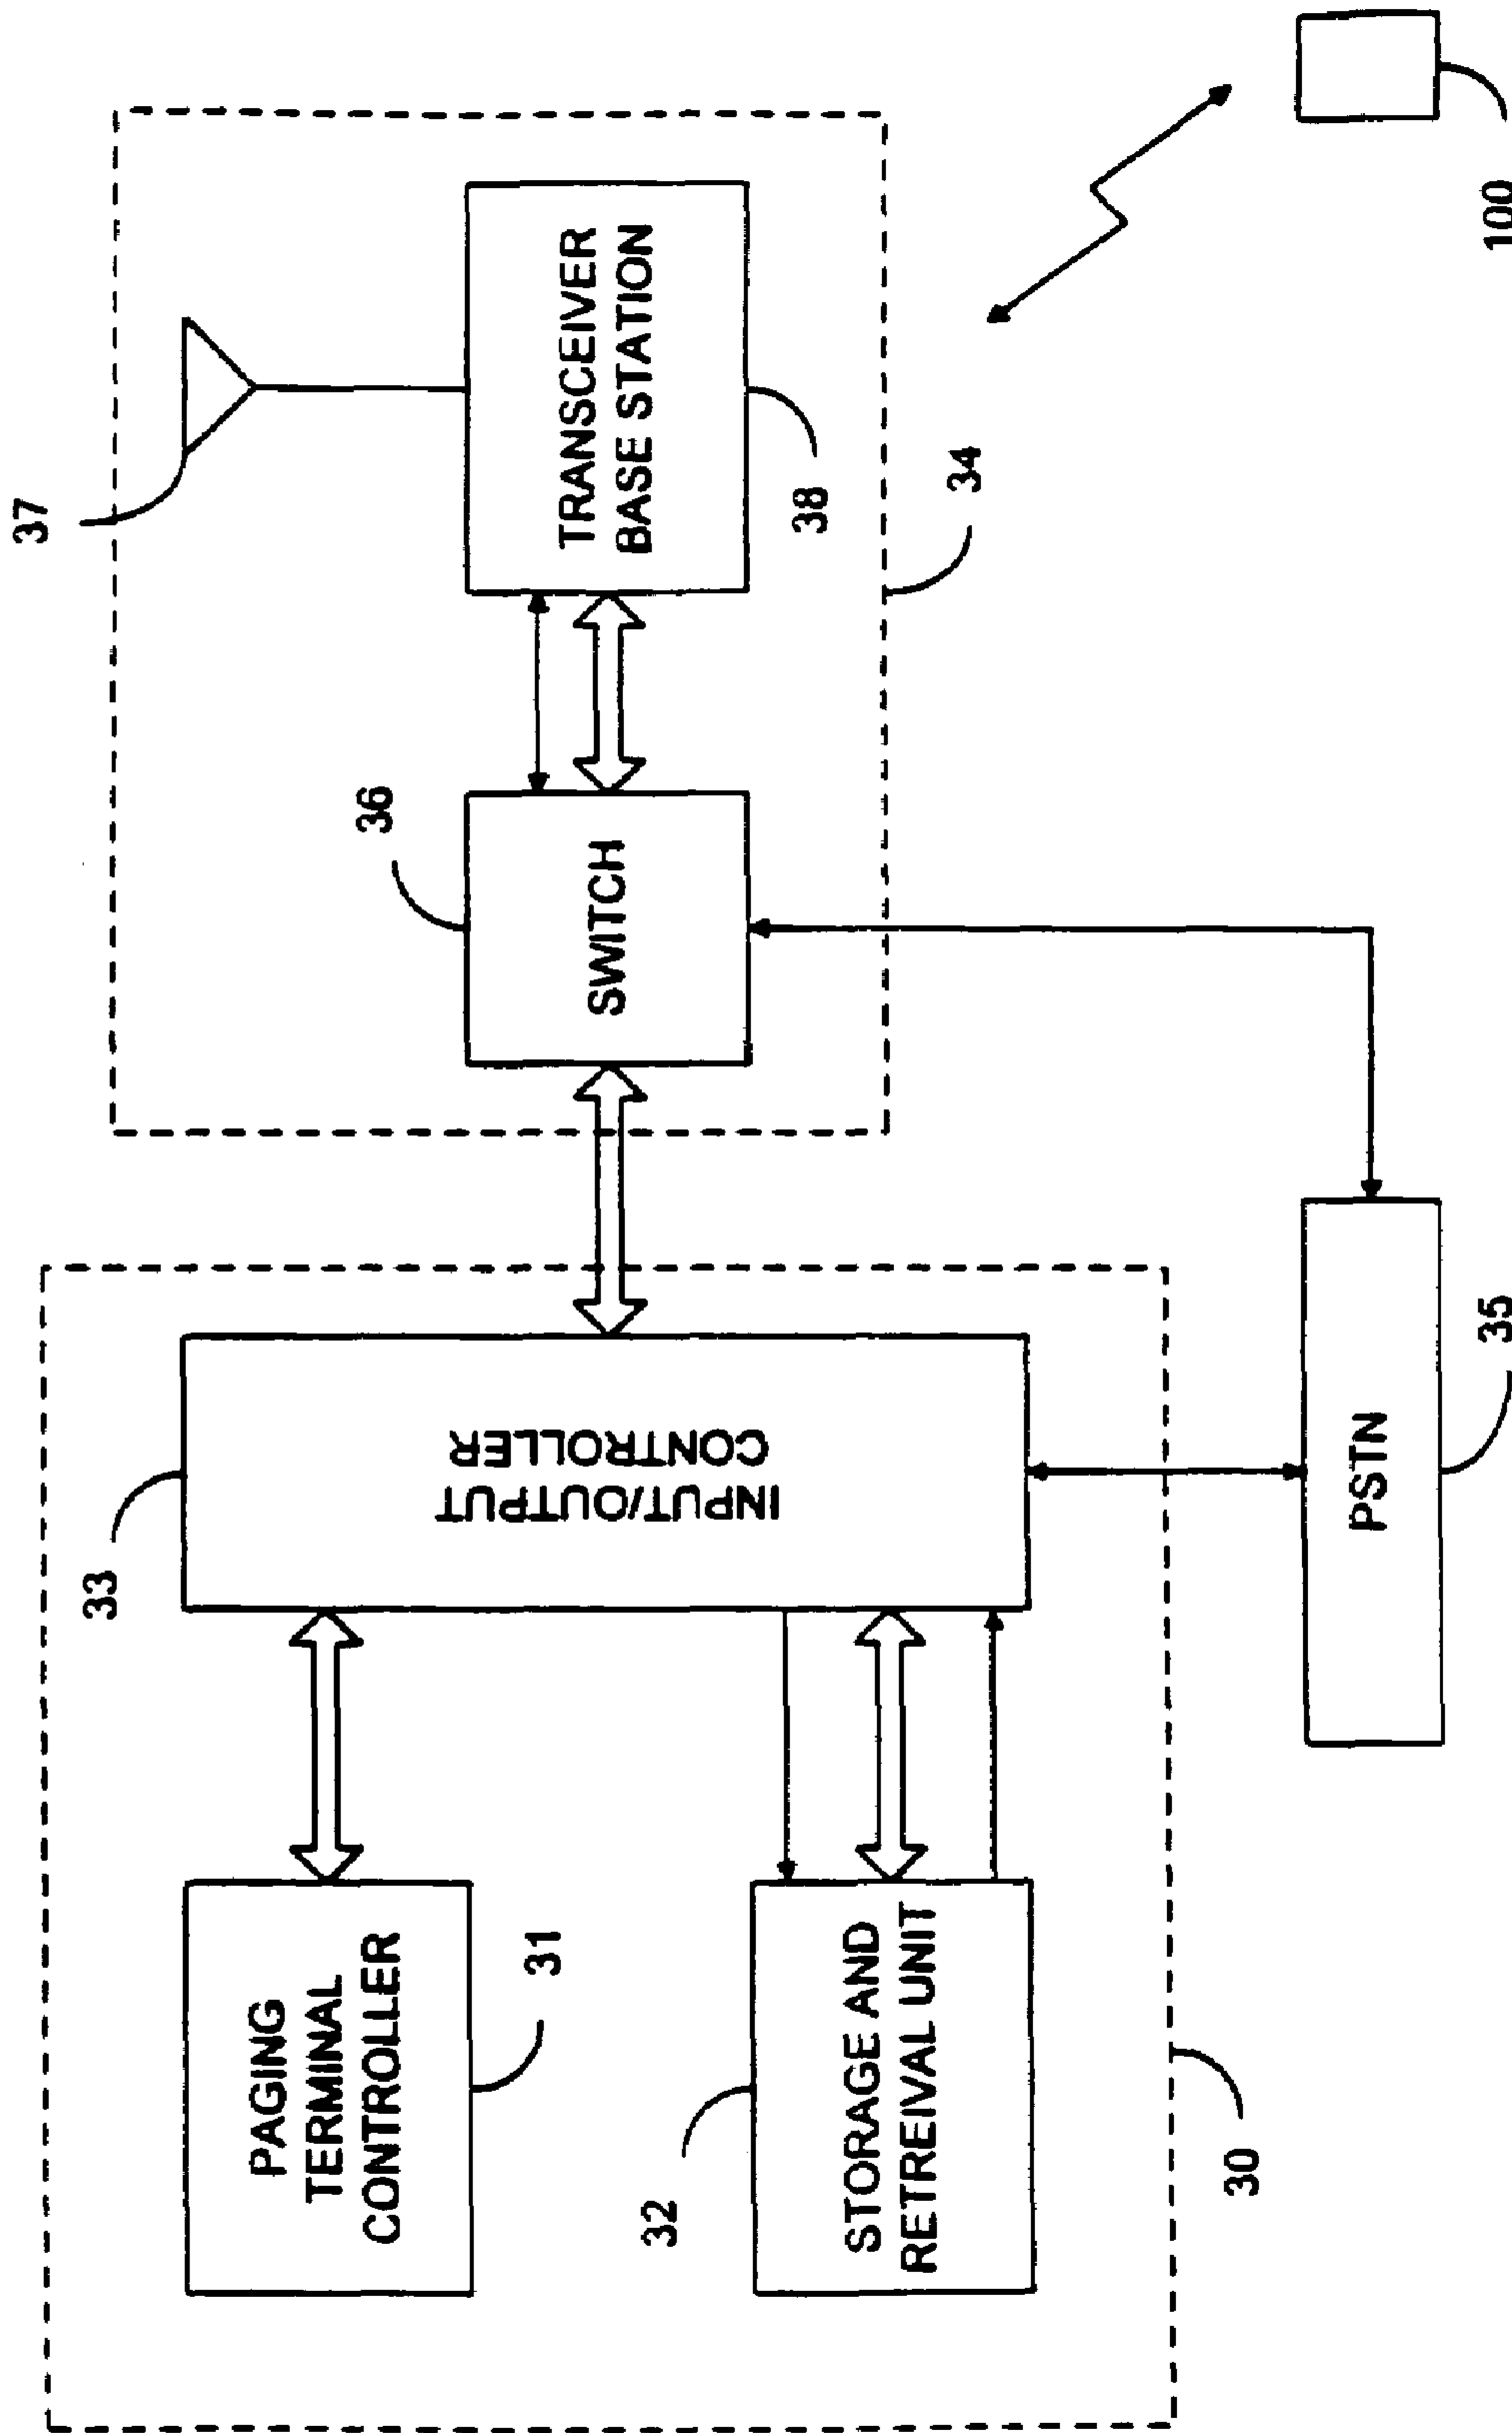 37
TRANSCEIVER
BASE STATION
38
34
100
36
SWITCH
33
INPUT/OUTPUT
CONTROLLER
35
PSTN
PAGING
TERMINAL
CONTROLLER
31
32
STORAGE AND
RETREIVAL UNIT
30